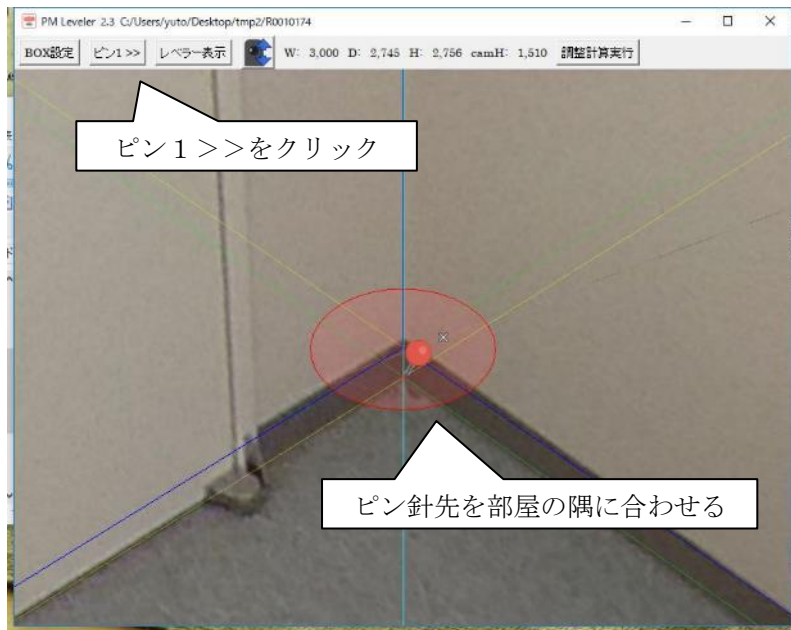 PM Leveler 2.3 C:/Users/yuto/Desktop/tmp2/R0010174
BOX設定 ピン1 >> レベラー表示 W: 3,000 D: 2,745 H: 2,756 camH: 1,510 調整計算実行
ピン１>>をクリック
ピン針先を部屋の隅に合わせる